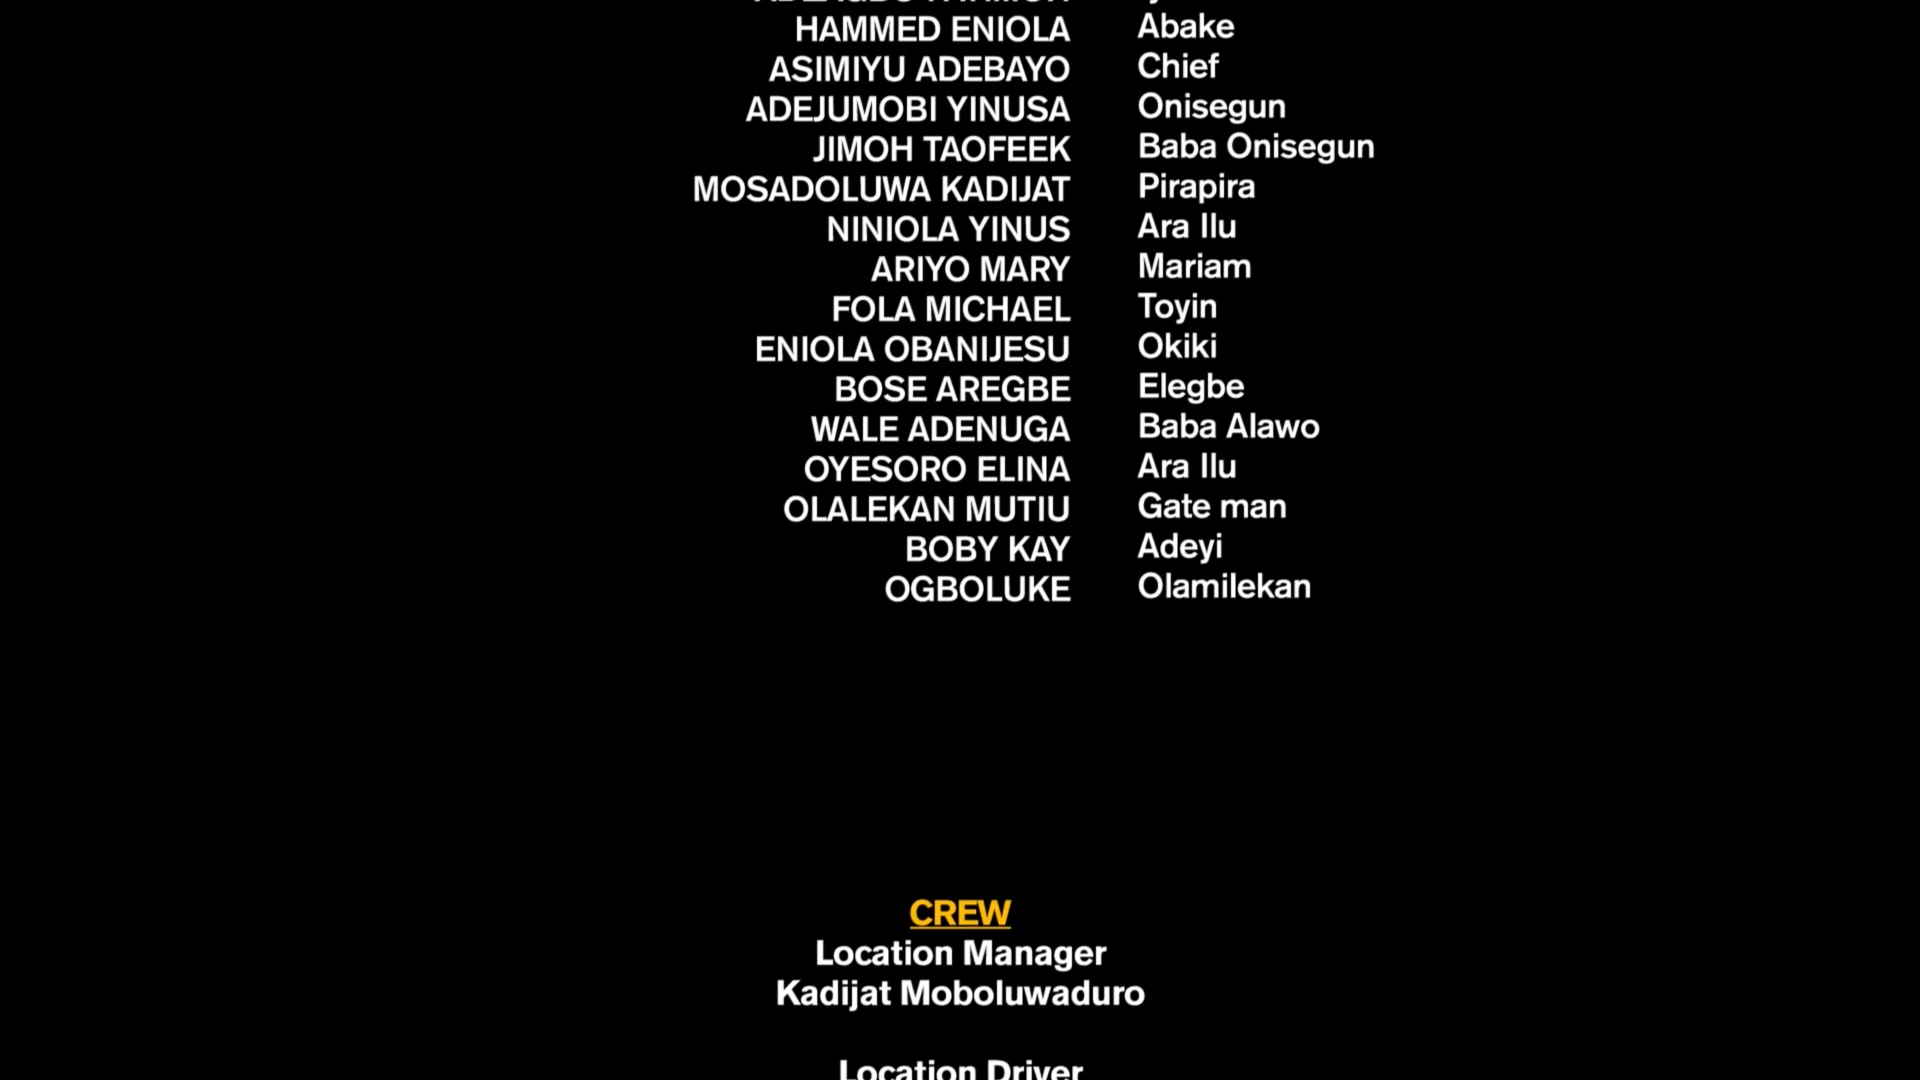 HAMMED ENIOLA Abake
ASIMIYU ADEBAYO Chief
ADEJUMOBI YINUSA Onisegun
JIMOH TAOFEEK Baba Onisegun
MOSADOLUWA KADIJAT Pirapira
NINIOLA YINUS Ara Ilu
ARIYO MARY Mariam
FOLA MICHAEL Toyin
ENIOLA OBANIJESU Okiki
BOSE AREGBE Elegbe
WALE ADENUGA Baba Alawo
OYESORO ELINA Ara Ilu
OLALEKAN MUTIU Gate man
BOBY KAY Adeyi
OGBOLUKE Olamilekan
CREW
Location Manager
Kadijat Moboluwaduro
Location Driver